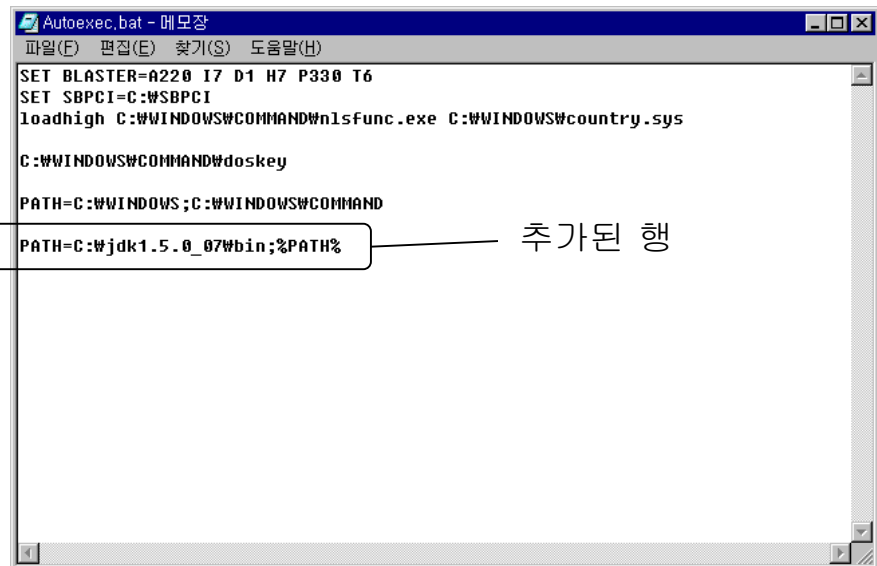 Autoexec.bat - 메모장
파일(F) 편집(E) 찾기(S) 도움말(H)
SET BLASTER=A220 I7 D1 H7 P330 T6
SET SBPCI=C:₩SBPCI
loadhigh C:₩WINDOWS₩COMMAND₩nlsfunc.exe C:₩WINDOWS₩country.sys
C:₩WINDOWS₩COMMAND₩doskey
PATH=C:₩WINDOWS;C:₩WINDOWS₩COMMAND
PATH=C:₩jdk1.5.0_07₩bin;%PATH%
추가된 행